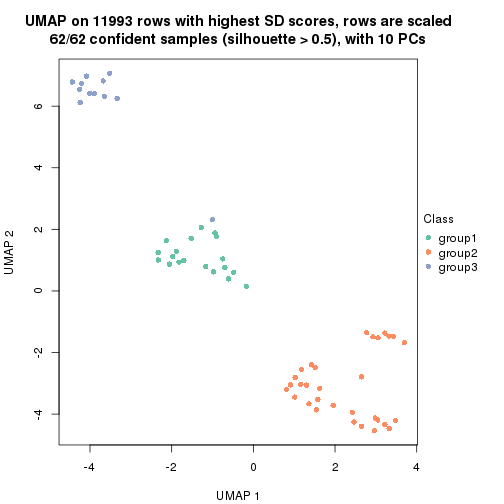 UMAP on 11993 rows with highest SD scores, rows are scaled
62/62 confident samples (silhouette > 0.5), with 10 PCs
6
4
2
0
-2
-4
UMAP 2
-4
-2
0
2
4
UMAP 1
Class
group1
group2
group3